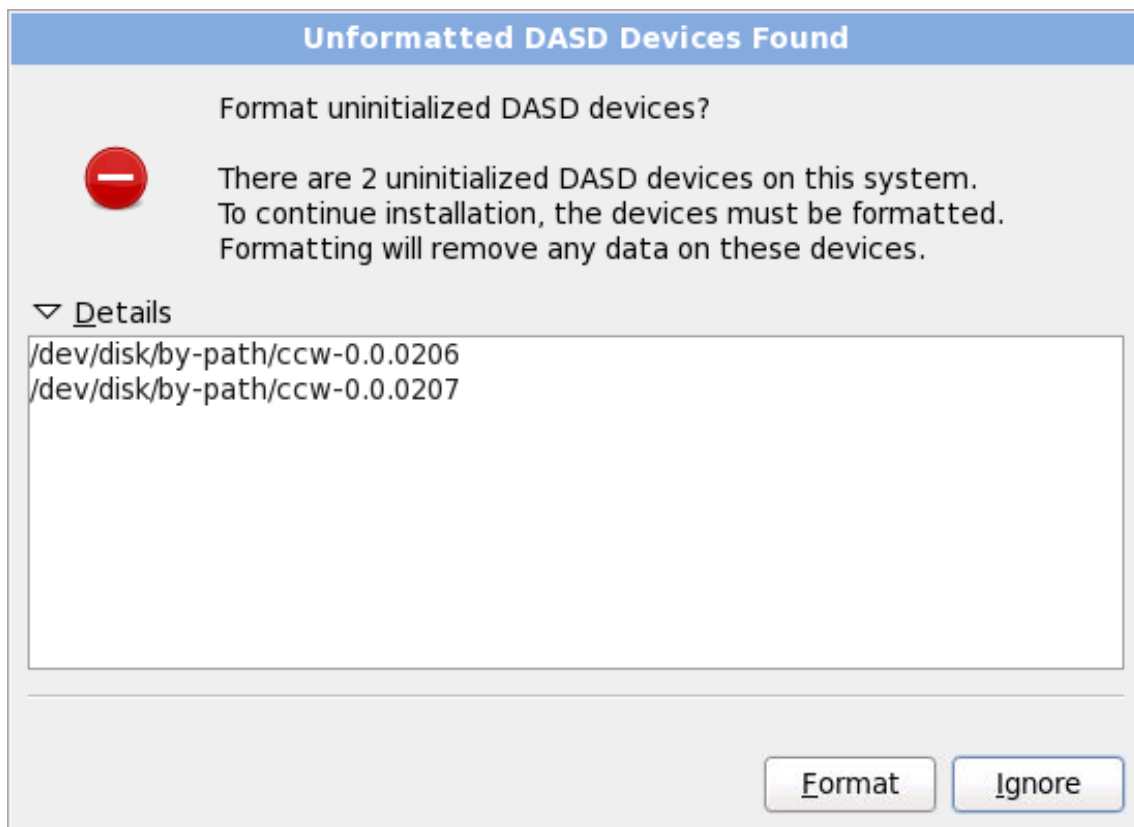 Unformatted DASD Devices Found
Format uninitialized DASD devices?
There are 2 uninitialized DASD devices on this system.
To continue installation, the devices must be formatted.
Formatting will remove any data on these devices.
Details
/dev/disk/by-path/ccw-0.0.0206
/dev/disk/by-path/ccw-0.0.0207
Format
Ignore